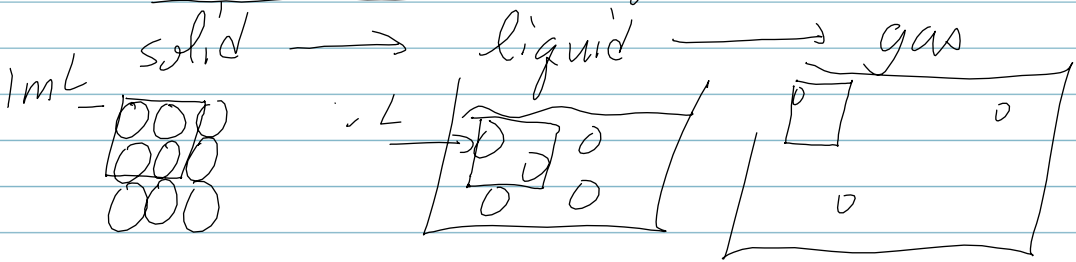 solid → liquid → gas
1mL
. L